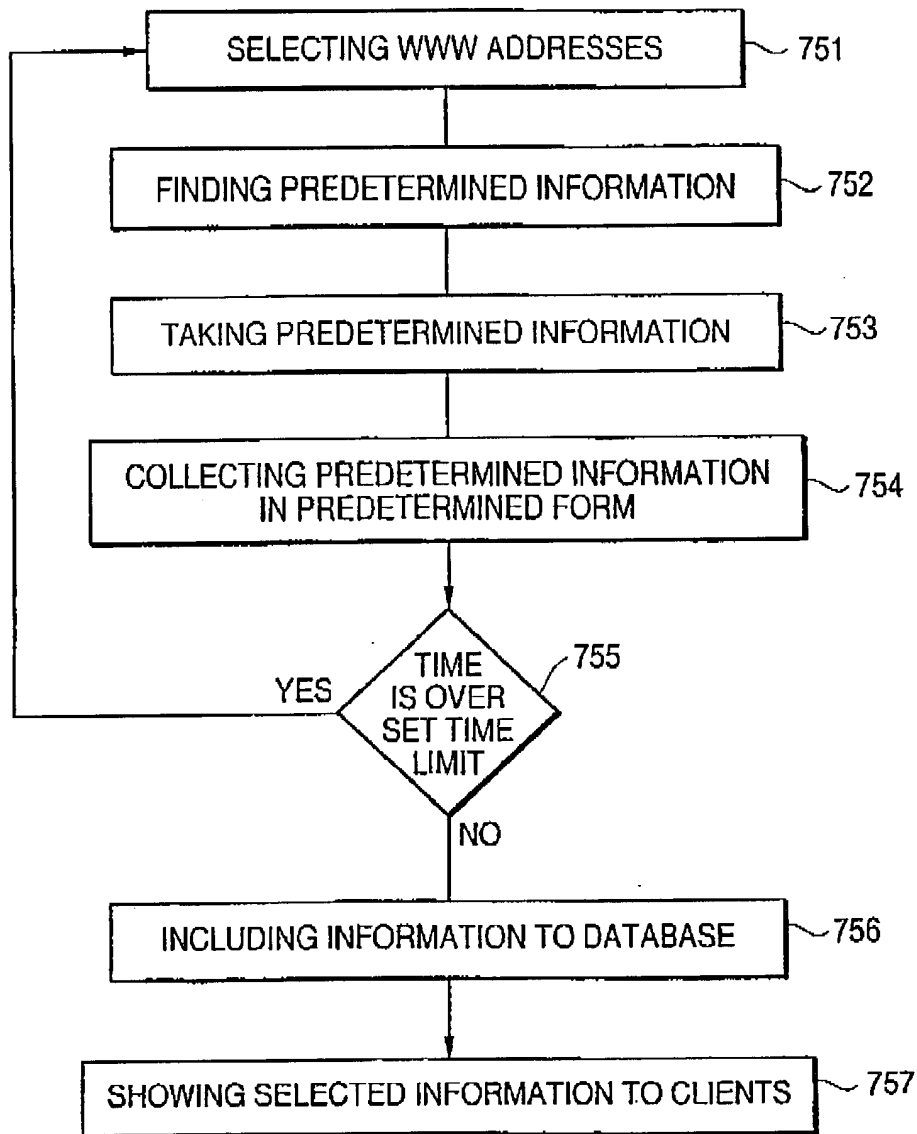 SELECTING WWW ADDRESSES
751
FINDING PREDETERMINED INFORMATION
752
TAKING PREDETERMINED INFORMATION
753
COLLECTING PREDETERMINED INFORMATION
IN PREDETERMINED FORM
754
TIME
IS OVER
SET TIME
LIMIT
755
YES
NO
INCLUDING INFORMATION TO DATABASE
756
SHOWING SELECTED INFORMATION TO CLIENTS
757